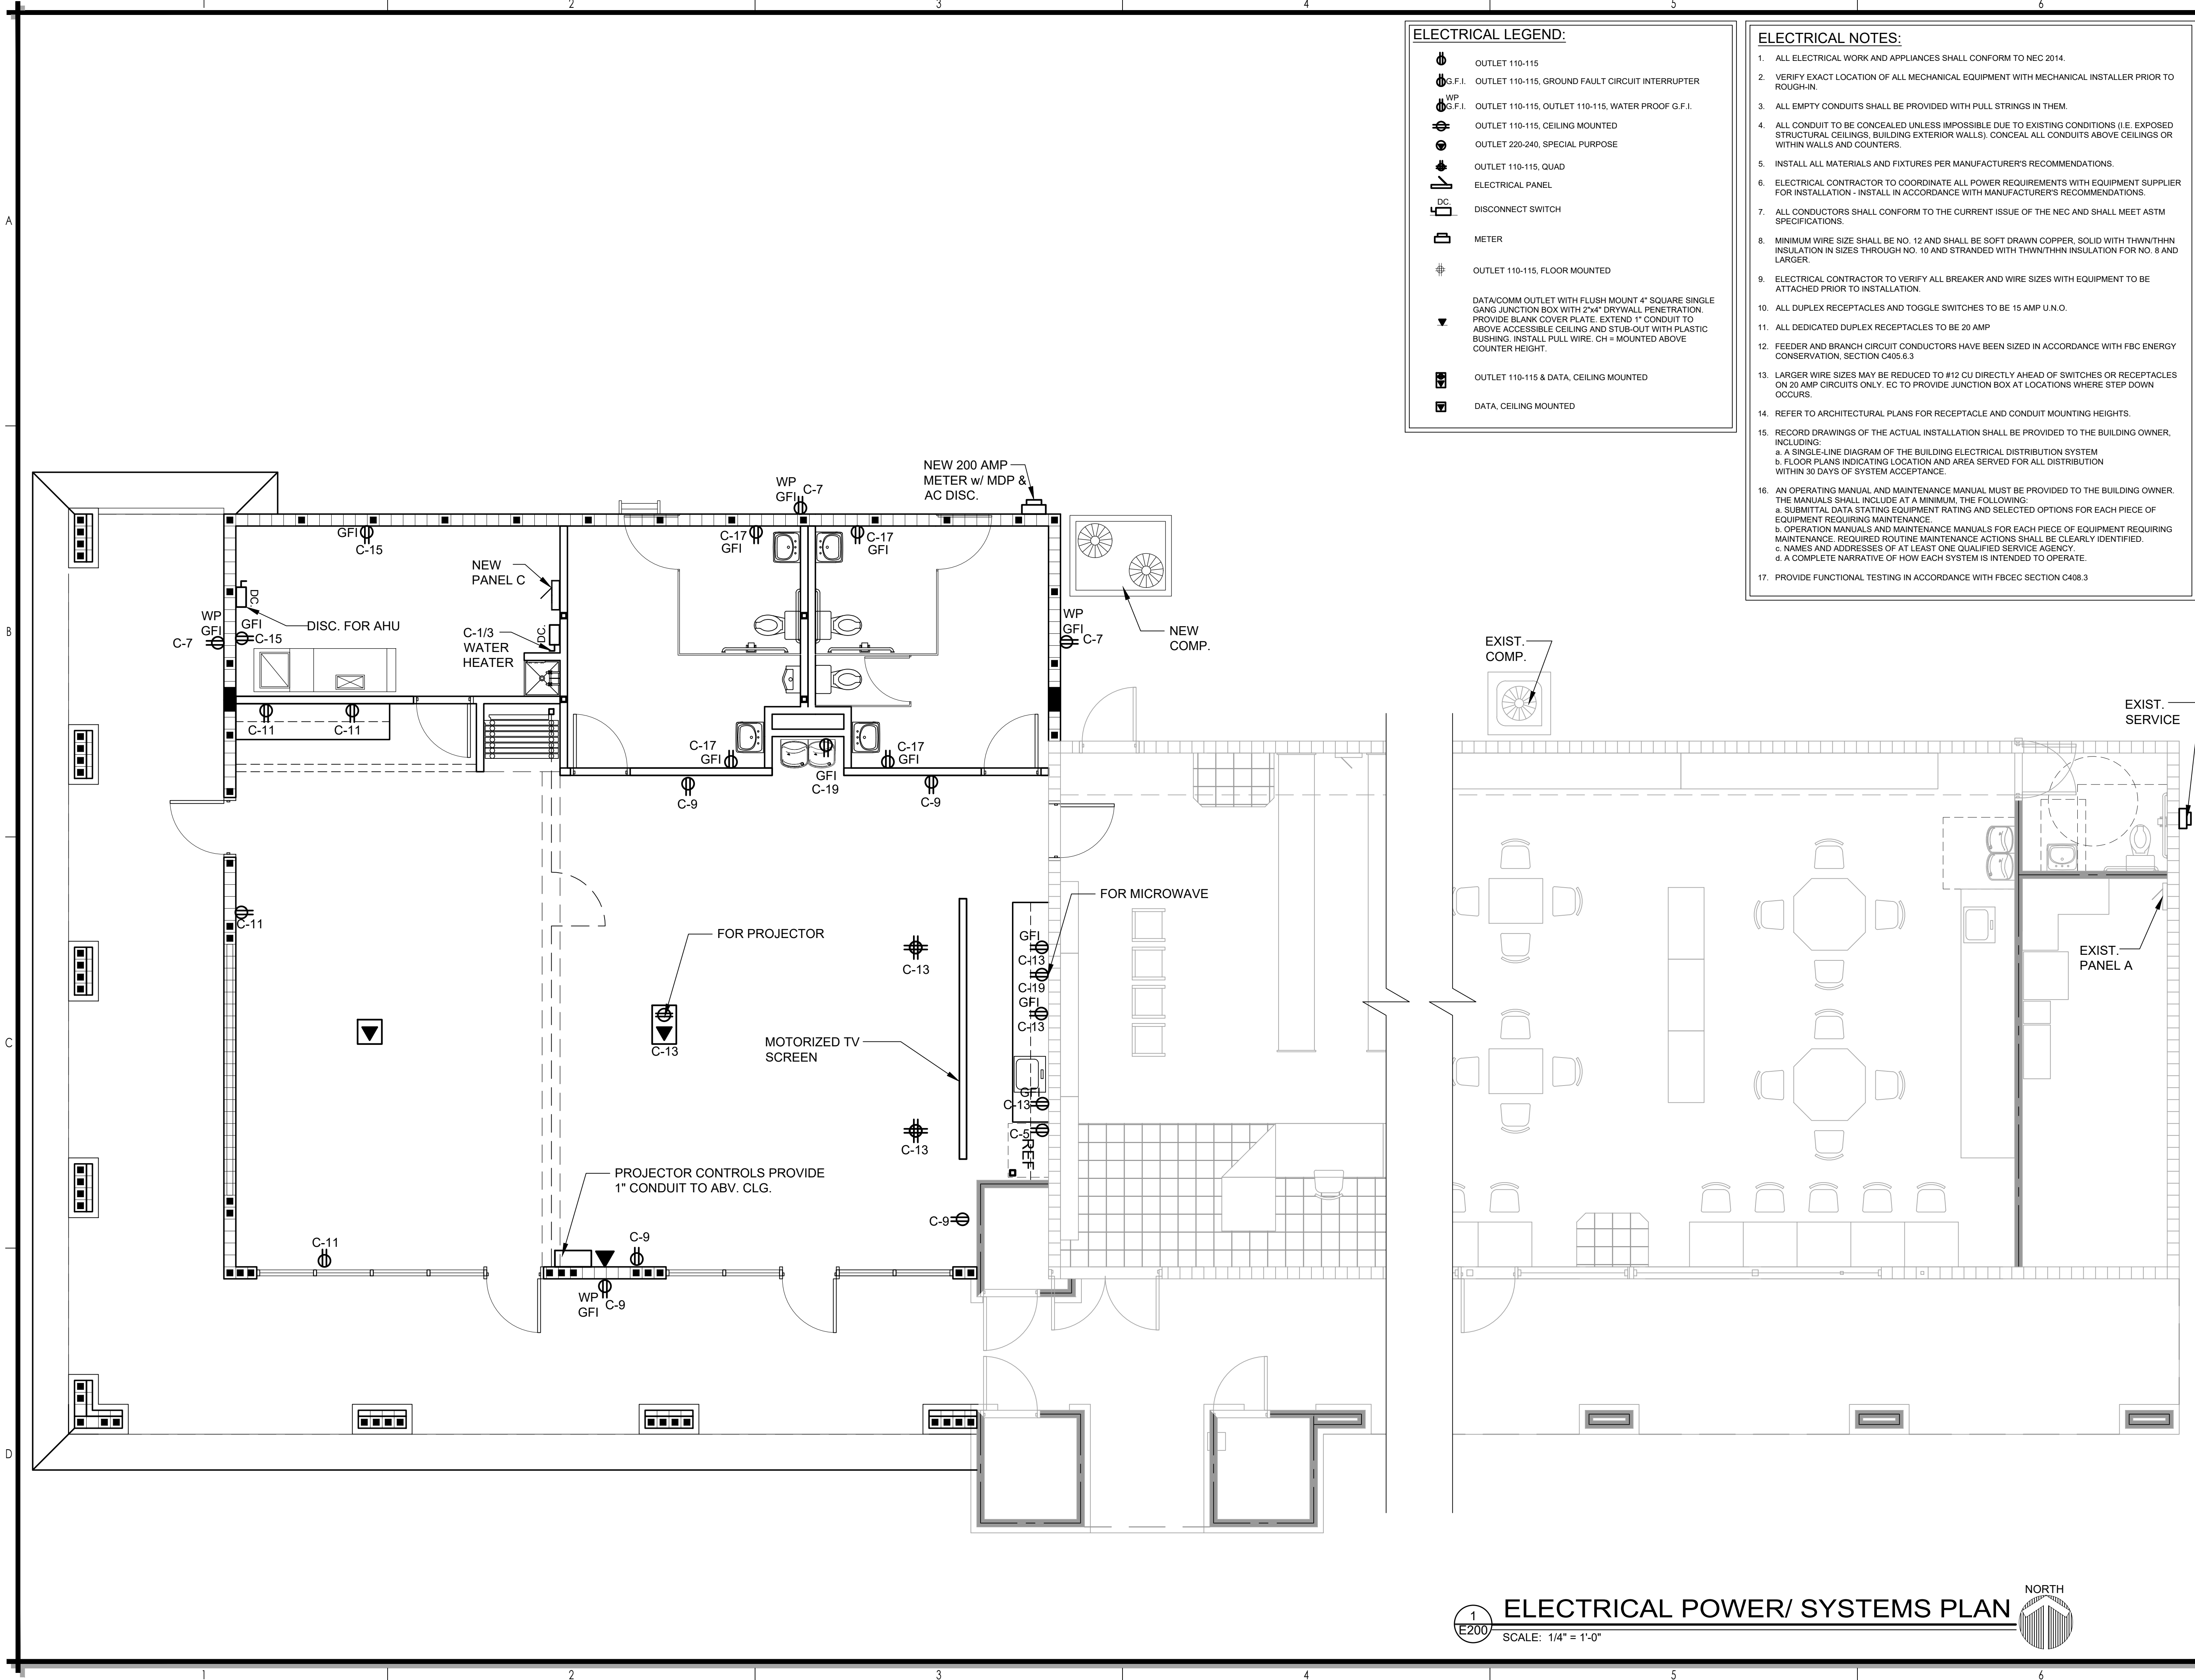 1
2
3
4
5
6
ELECTRICAL LEGEND:
OUTLET 110-115
G.F.I.
OUTLET 110-115, GROUND FAULT CIRCUIT INTERRUPTER
WP
G.F.I.
OUTLET 110-115, OUTLET 110-115, WATER PROOF G.F.I.
OUTLET 110-115, CEILING MOUNTED
OUTLET 220-240, SPECIAL PURPOSE
OUTLET 110-115, QUAD
ELECTRICAL PANEL
DC.
DISCONNECT SWITCH
METER
OUTLET 110-115, FLOOR MOUNTED
DATA/COMM OUTLET WITH FLUSH MOUNT 4" SQUARE SINGLE
GANG JUNCTION BOX WITH 2"x4" DRYWALL PENETRATION.
PROVIDE BLANK COVER PLATE. EXTEND 1" CONDUIT TO
ABOVE ACCESSIBLE CEILING AND STUB-OUT WITH PLASTIC
BUSHING. INSTALL PULL WIRE. CH = MOUNTED ABOVE
COUNTER HEIGHT.
OUTLET 110-115 & DATA, CEILING MOUNTED
DATA, CEILING MOUNTED
ELECTRICAL NOTES:
1. ALL ELECTRICAL WORK AND APPLIANCES SHALL CONFORM TO NEC 2014.
2. VERIFY EXACT LOCATION OF ALL MECHANICAL EQUIPMENT WITH MECHANICAL INSTALLER PRIOR TO
ROUGH-IN.
3. ALL EMPTY CONDUITS SHALL BE PROVIDED WITH PULL STRINGS IN THEM.
4. ALL CONDUIT TO BE CONCEALED UNLESS IMPOSSIBLE DUE TO EXISTING CONDITIONS (I.E. EXPOSED
STRUCTURAL CEILINGS, BUILDING EXTERIOR WALLS). CONCEAL ALL CONDUITS ABOVE CEILINGS OR
WITHIN WALLS AND COUNTERS.
5. INSTALL ALL MATERIALS AND FIXTURES PER MANUFACTURER'S RECOMMENDATIONS.
6. ELECTRICAL CONTRACTOR TO COORDINATE ALL POWER REQUIREMENTS WITH EQUIPMENT SUPPLIER
FOR INSTALLATION - INSTALL IN ACCORDANCE WITH MANUFACTURER'S RECOMMENDATIONS.
7. ALL CONDUCTORS SHALL CONFORM TO THE CURRENT ISSUE OF THE NEC AND SHALL MEET ASTM
SPECIFICATIONS.
8. MINIMUM WIRE SIZE SHALL BE NO. 12 AND SHALL BE SOFT DRAWN COPPER, SOLID WITH THWN/THHN
INSULATION IN SIZES THROUGH NO. 10 AND STRANDED WITH THWN/THHN INSULATION FOR NO. 8 AND
LARGER.
9. ELECTRICAL CONTRACTOR TO VERIFY ALL BREAKER AND WIRE SIZES WITH EQUIPMENT TO BE
ATTACHED PRIOR TO INSTALLATION.
10. ALL DUPLEX RECEPTACLES AND TOGGLE SWITCHES TO BE 15 AMP U.N.O.
11. ALL DEDICATED DUPLEX RECEPTACLES TO BE 20 AMP
12. FEEDER AND BRANCH CIRCUIT CONDUCTORS HAVE BEEN SIZED IN ACCORDANCE WITH FBC ENERGY
CONSERVATION, SECTION C405.6.3
13. LARGER WIRE SIZES MAY BE REDUCED TO #12 CU DIRECTLY AHEAD OF SWITCHES OR RECEPTACLES
ON 20 AMP CIRCUITS ONLY. EC TO PROVIDE JUNCTION BOX AT LOCATIONS WHERE STEP DOWN
OCCURS.
14. REFER TO ARCHITECTURAL PLANS FOR RECEPTACLE AND CONDUIT MOUNTING HEIGHTS.
15. RECORD DRAWINGS OF THE ACTUAL INSTALLATION SHALL BE PROVIDED TO THE BUILDING OWNER,
INCLUDING:
a. A SINGLE-LINE DIAGRAM OF THE BUILDING ELECTRICAL DISTRIBUTION SYSTEM
b. FLOOR PLANS INDICATING LOCATION AND AREA SERVED FOR ALL DISTRIBUTION
WITHIN 30 DAYS OF SYSTEM ACCEPTANCE.
16. AN OPERATING MANUAL AND MAINTENANCE MANUAL MUST BE PROVIDED TO THE BUILDING OWNER.
THE MANUALS SHALL INCLUDE AT A MINIMUM, THE FOLLOWING:
a. SUBMITTAL DATA STATING EQUIPMENT RATING AND SELECTED OPTIONS FOR EACH PIECE OF
EQUIPMENT REQUIRING MAINTENANCE.
b. OPERATION MANUALS AND MAINTENANCE MANUALS FOR EACH PIECE OF EQUIPMENT REQUIRING
MAINTENANCE. REQUIRED ROUTINE MAINTENANCE ACTIONS SHALL BE CLEARLY IDENTIFIED.
c. NAMES AND ADDRESSES OF AT LEAST ONE QUALIFIED SERVICE AGENCY.
d. A COMPLETE NARRATIVE OF HOW EACH SYSTEM IS INTENDED TO OPERATE.
17. PROVIDE FUNCTIONAL TESTING IN ACCORDANCE WITH FBCEC SECTION C408.3
A
B
C
D
NEW 200 AMP
METER w/ MDP &
AC DISC.
WP
GFI
C-7
GFI
C-15
C-17
GFI
C-17
GFI
NEW
PANEL C
DC
WP
GFI
C-7
GFI
C-15
DISC. FOR AHU
C-1/3
WATER
HEATER
DC.
WP
GFI
C-7
NEW
COMP.
EXIST.
COMP.
EXIST.
SERVICE
C-11
C-11
C-17
GFI
C-17
GFI
GFI
C-19
C-9
C-9
C-11
FOR MICROWAVE
FOR PROJECTOR
GFI
C-13
C-13
C-19
GFI
C-13
EXIST.
PANEL A
MOTORIZED TV
SCREEN
C-13
GFI
C-13
C-5
REF
C-13
PROJECTOR CONTROLS PROVIDE
1" CONDUIT TO ABV. CLG.
C-9
C-11
C-9
WP
GFI
C-9
1
E200
ELECTRICAL POWER/ SYSTEMS PLAN
SCALE: 1/4" = 1'-0"
NORTH
1
2
3
4
5
6